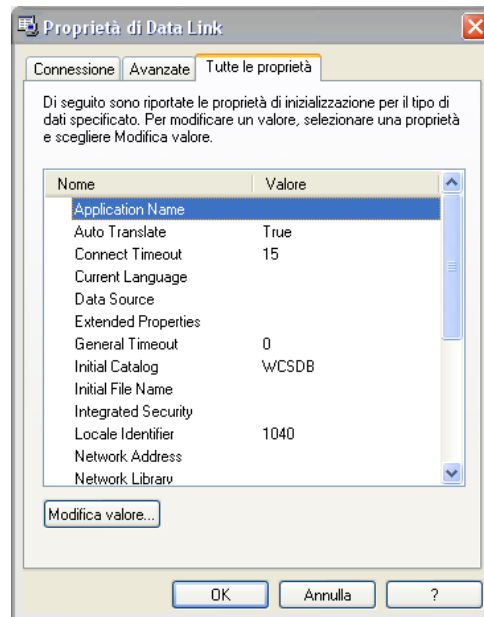 Proprietà di Data Link
Connessione Avanzate Tutte le proprietà
Di seguito sono riportate le proprietà di inizializzazione per il tipo di
dati specificato. Per modificare un valore, selezionare una proprietà
e scegliere Modifica valore.
Nome Valore
Application Name
Auto Translate True
Connect Timeout 15
Current Language
Data Source
Extended Properties
General Timeout 0
Initial Catalog WCSDB
Initial File Name
Integrated Security
Locale Identifier 1040
Network Address
Network Library
Modifica valore...
OK Annulla ?